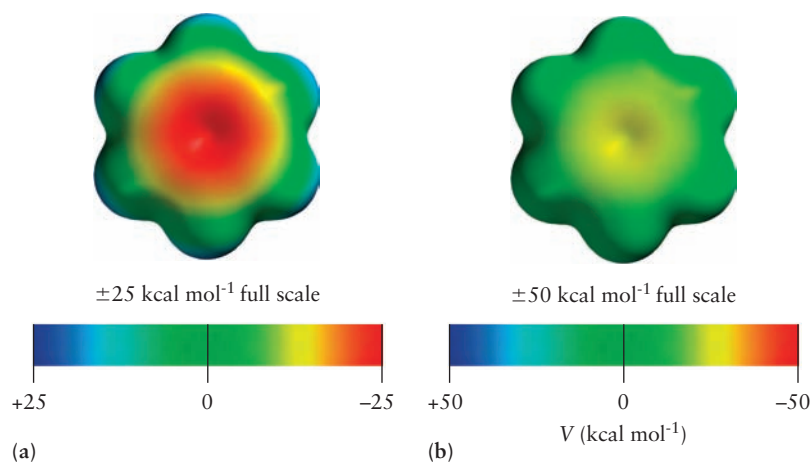 ±25 kcal mol-1 full scale
±50 kcal mol-1 full scale
+25 0 −25
+50 0 −50
V (kcal mol-1)
(a)
(b)